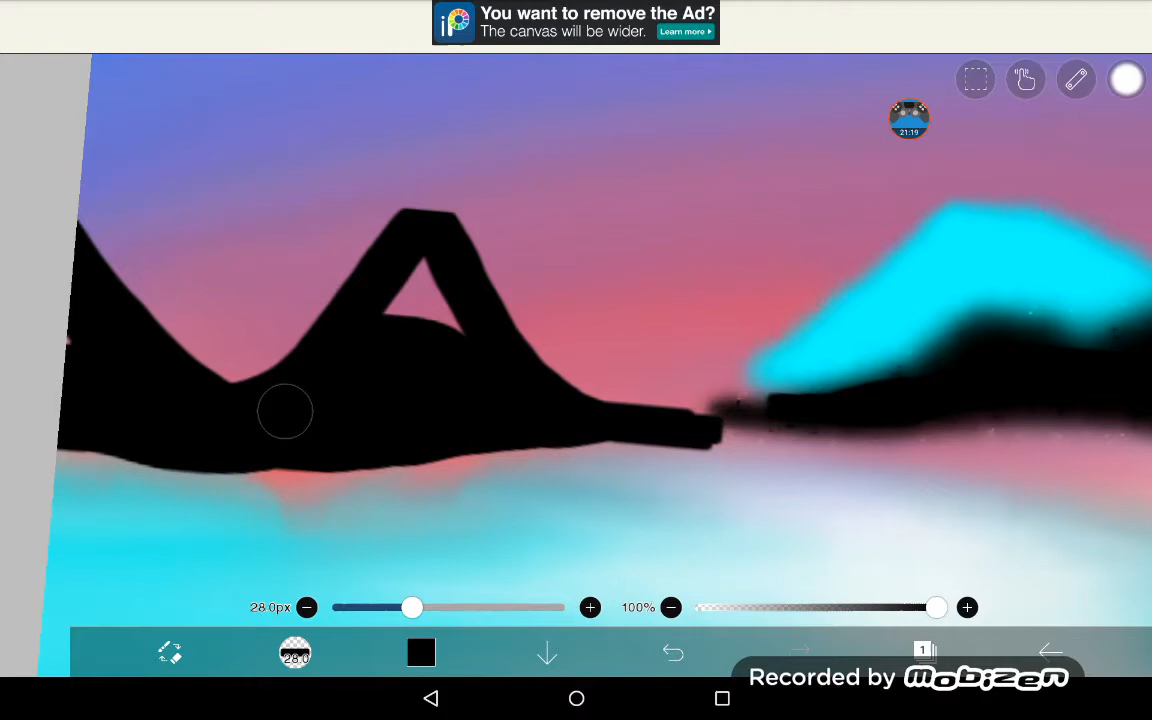 You want to remove the Ad?
The canvas will be wider. Learn more
21:19
28.0px
100%
28.0
1
Recorded by mobizen